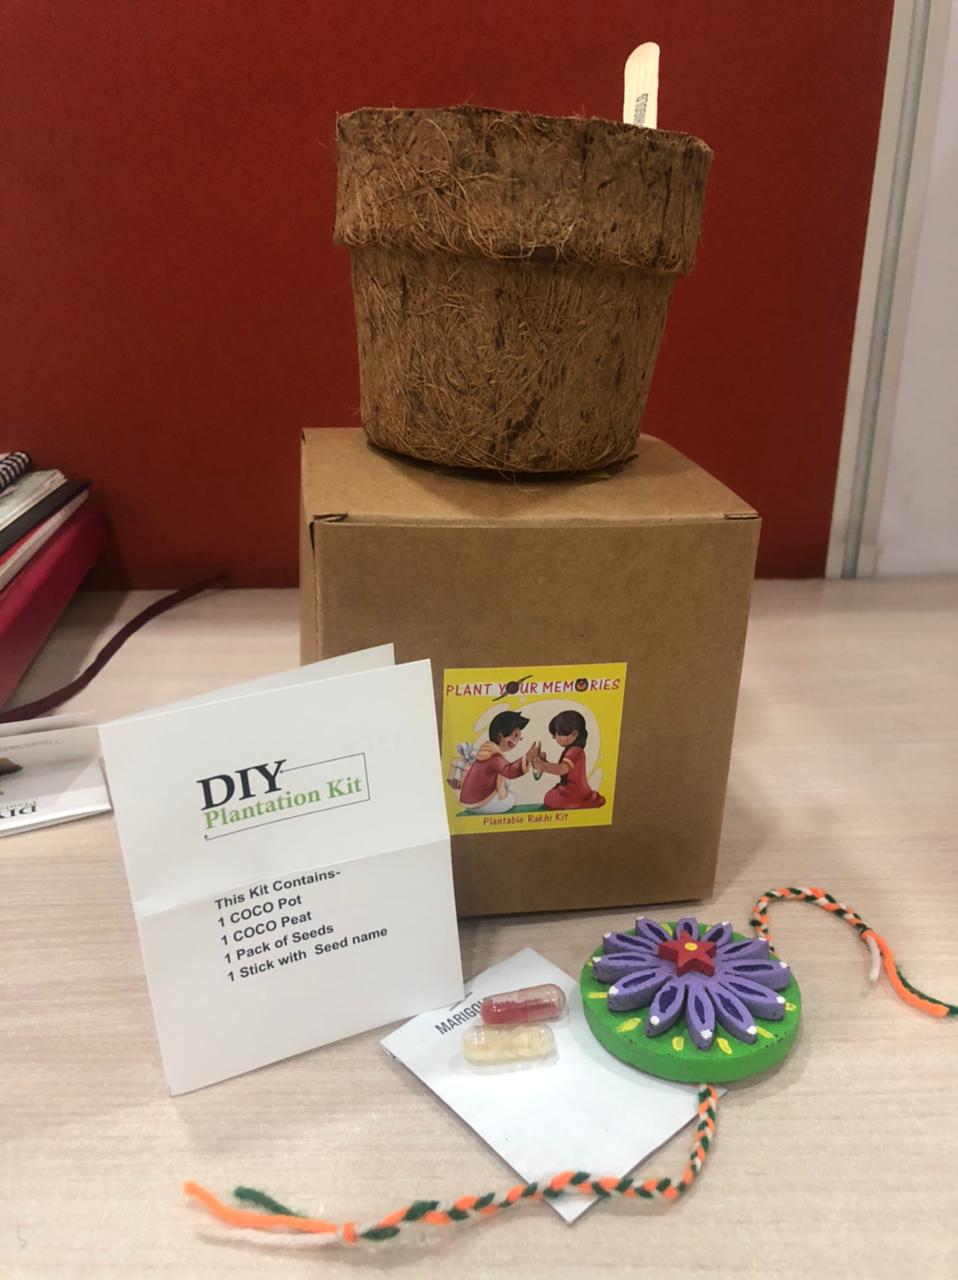 PLANT YOUR MEMORIES
Plantable Rakhi Kit
DIY
Plantation Kit
This Kit Contains-
1 COCO Pot
1 COCO Peat
1 Pack of Seeds
1 Stick with Seed name